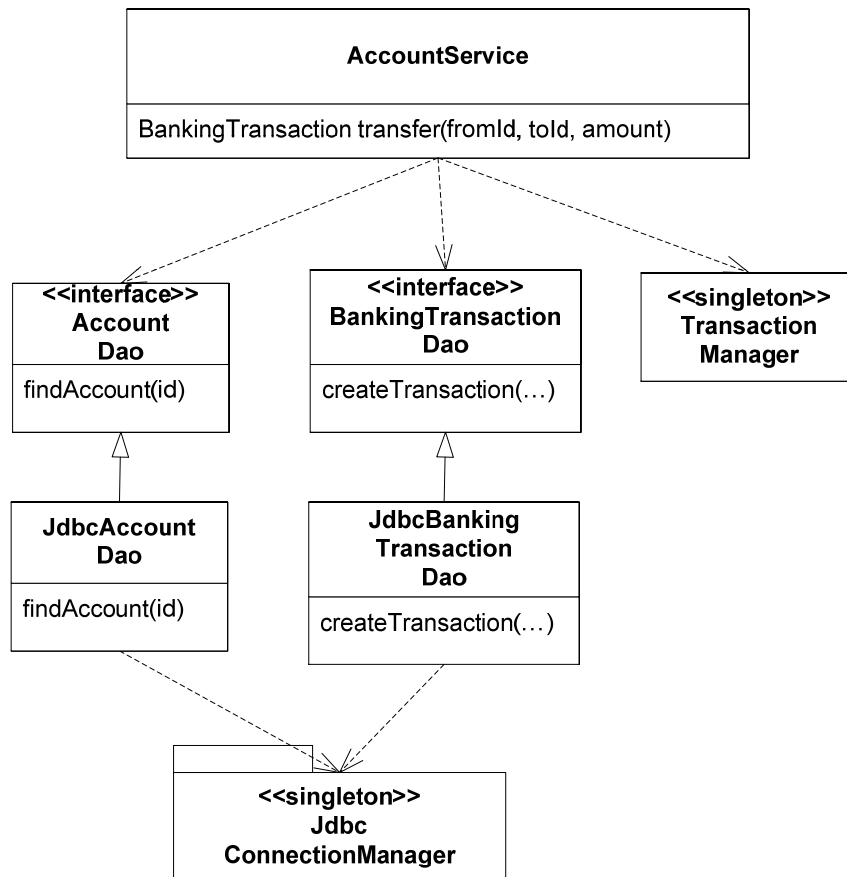 AccountService
BankingTransaction transfer(fromId, toId, amount)
<<interface>>
Account
Dao
findAccount(id)
<<interface>>
BankingTransaction
Dao
createTransaction(…)
<<singleton>>
Transaction
Manager
JdbcAccount
Dao
findAccount(id)
JdbcBanking
Transaction
Dao
createTransaction(…)
<<singleton>>
Jdbc
ConnectionManager